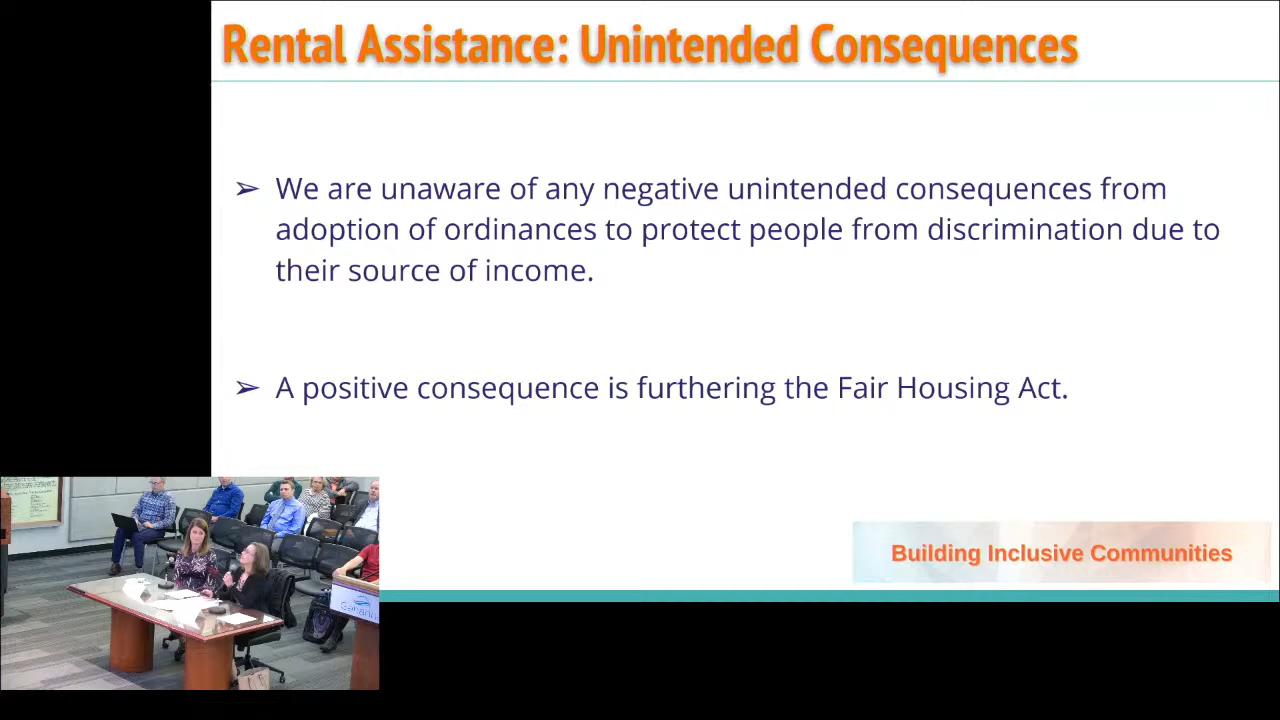 Rental Assistance: Unintended Consequences
➢ We are unaware of any negative unintended consequences from
adoption of ordinances to protect people from discrimination due to
their source of income.
➢ A positive consequence is furthering the Fair Housing Act.
Building Inclusive Communities